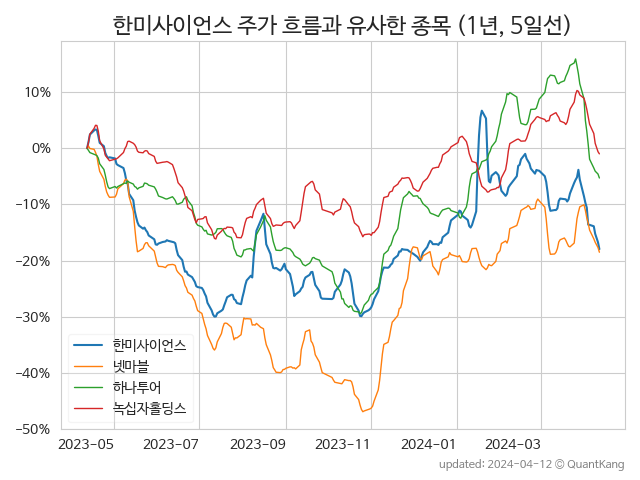 한미사이언스 주가 흐름과 유사한 종목 (1년, 5일선)
10%
0%
−10%
−20%
−30%
−40%
−50%
한미사이언스
넷마블
하나투어
녹십자홀딩스
2023-05 2023-07 2023-09 2023-11 2024-01 2024-03
updated: 2024-04-12 © QuantKang